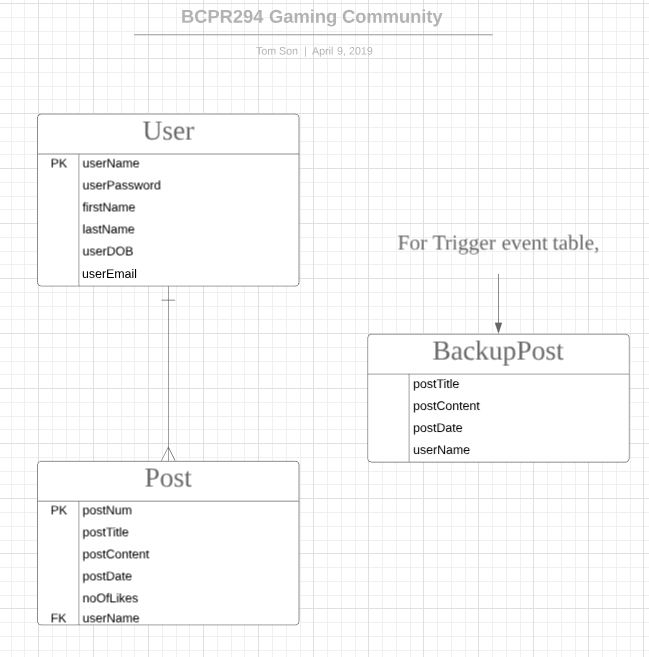 BCPR294 Gaming Community
Tom Son | April 9, 2019
User
PK userName
userPassword
firstName
lastName
userDOB
userEmail
For Trigger event table,
BackupPost
postTitle
postContent
postDate
userName
Post
PK postNum
postTitle
postContent
postDate
noOfLikes
FK userName